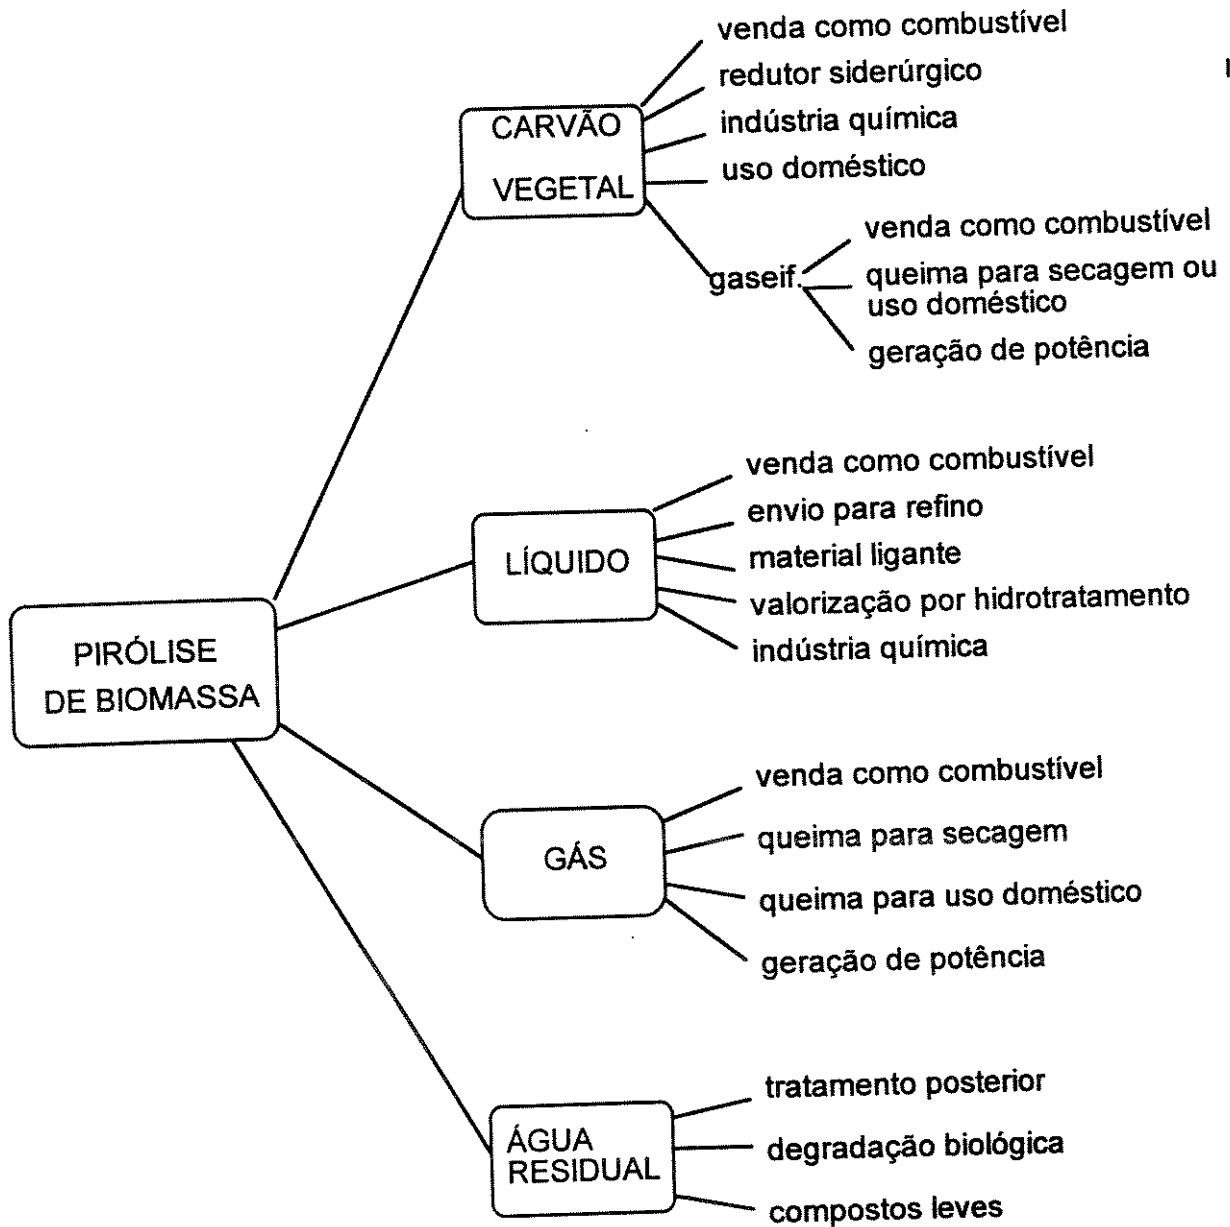 venda como combustível
redutor siderúrgico
CARVÃO
VEGETAL
indústria química
uso doméstico
gaseif.
venda como combustível
queima para secagem ou
uso doméstico
geração de potência
PIRÓLISE
DE BIOMASSA
LÍQUIDO
venda como combustível
envio para refino
material ligante
valorização por hidrotratamento
indústria química
GÁS
venda como combustível
queima para secagem
queima para uso doméstico
geração de potência
ÁGUA
RESIDUAL
tratamento posterior
degradação biológica
compostos leves